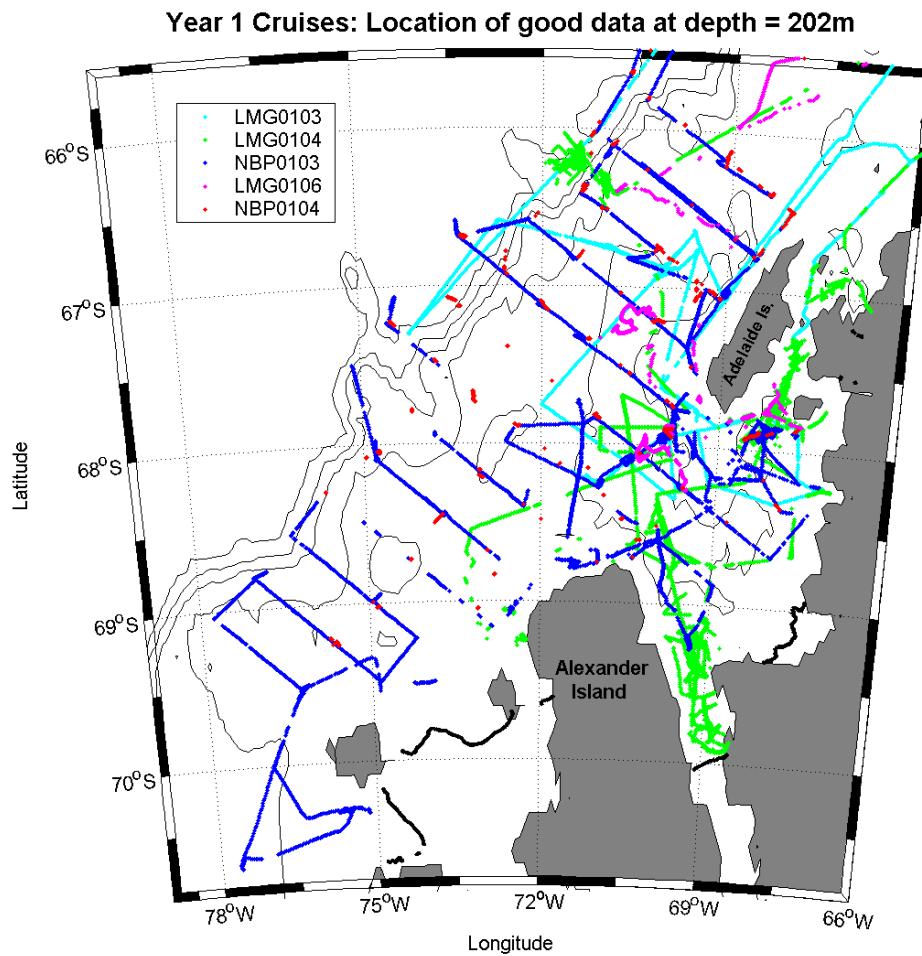 Year 1 Cruises: Location of good data at depth = 202m
LMG0103
LMG0104
NBP0103
LMG0106
NBP0104
66°S
67°S
68°S
69°S
70°S
Latitude
Adelaide Is.
Alexander
Island
78°W
75°W
72°W
69°W
66°W
Longitude